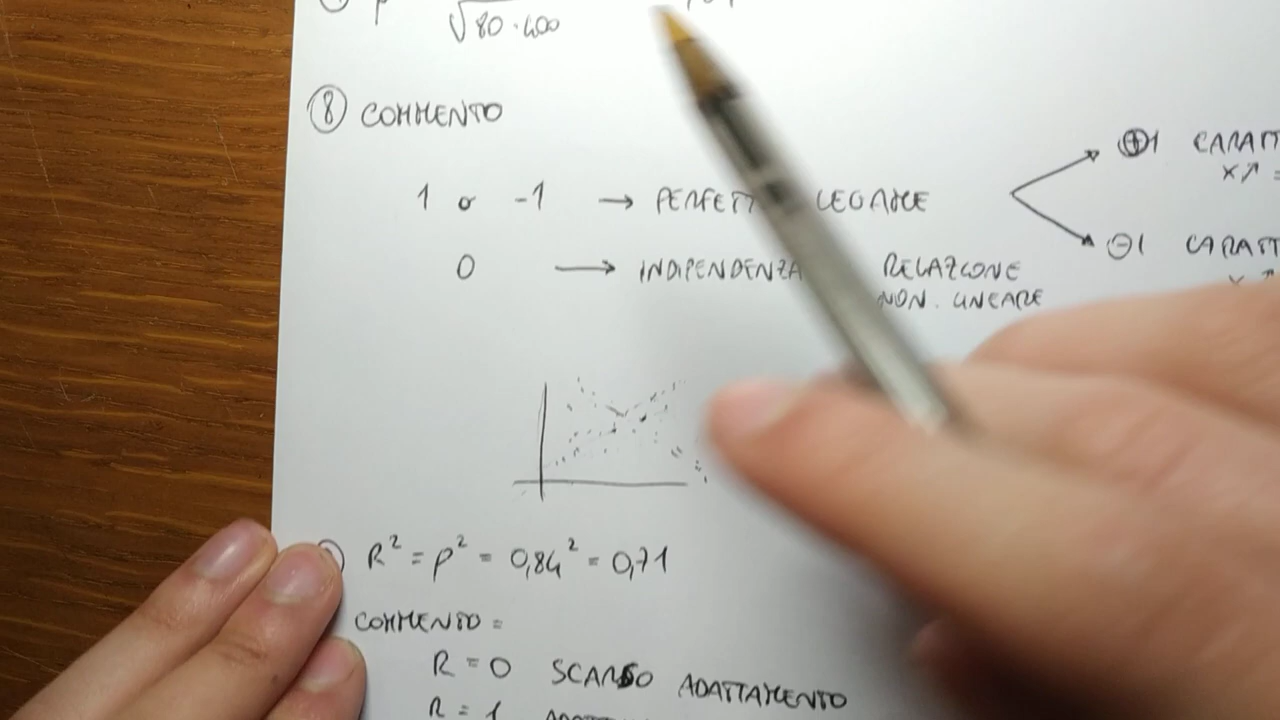 √80·400
⑧ COMMENTO
1 o -1 → LEGAME
⊕1 CARATT
X↗ =
⊖1 CARATT
0 → INDIPENDENZA RELAZIONE
NON LINEARE
R² = ρ² = 0,84² = 0,71
COMMENTO =
R = 0 SCARSO ADATTAMENTO
R = 1